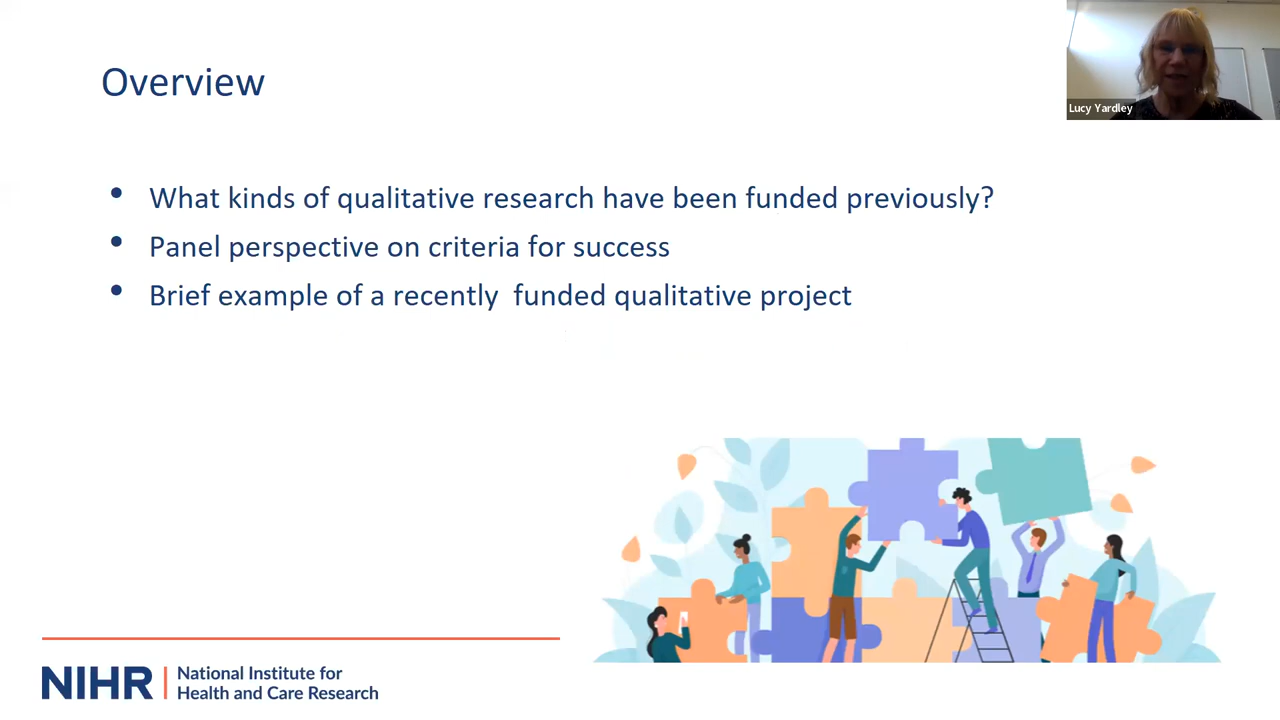 Overview
Lucy Yardley
• What kinds of qualitative research have been funded previously?
• Panel perspective on criteria for success
• Brief example of a recently  funded qualitative project
NIHR | National Institute for
Health and Care Research